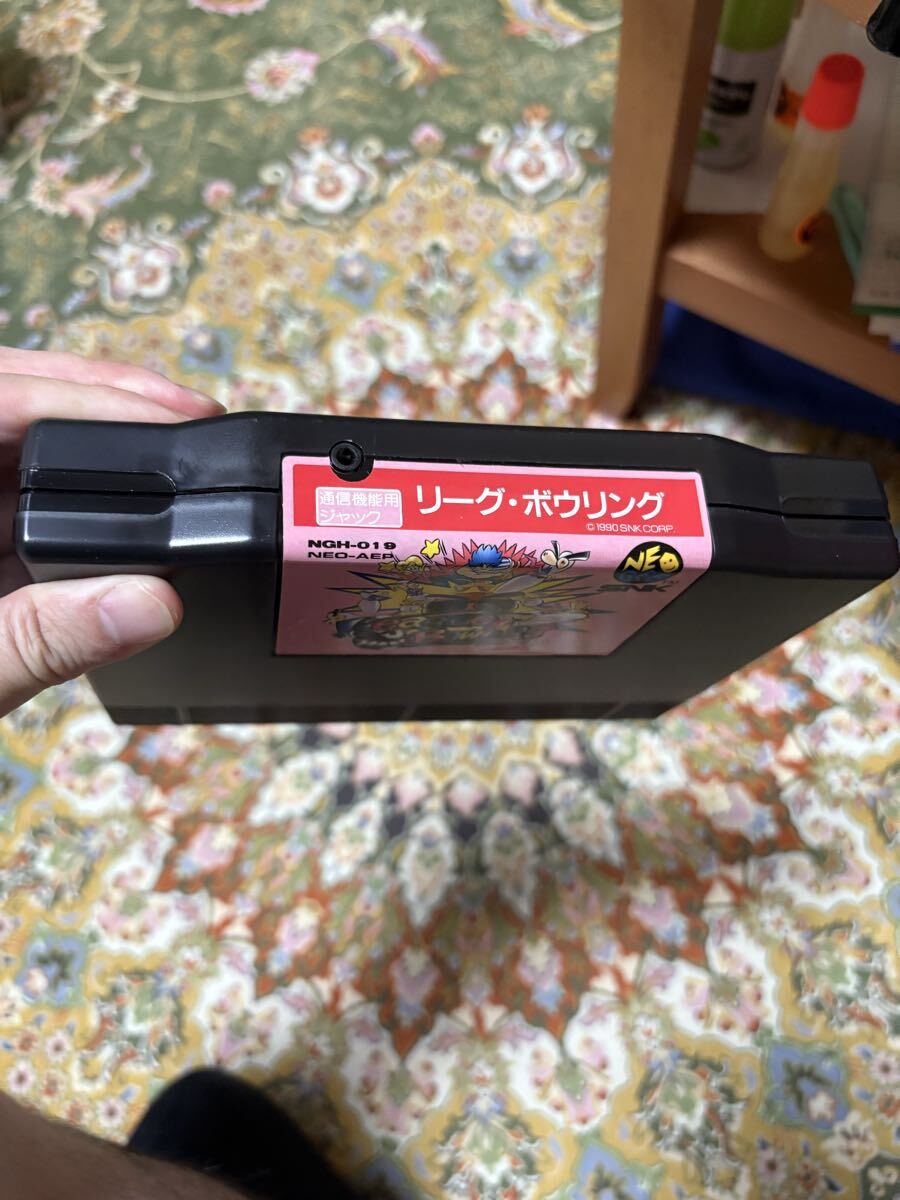 通信機能用
ジャック
リーグ・ボウリング
©1990 SNK CORP.
NGH-019
NEO-AEP
NEO
SNK